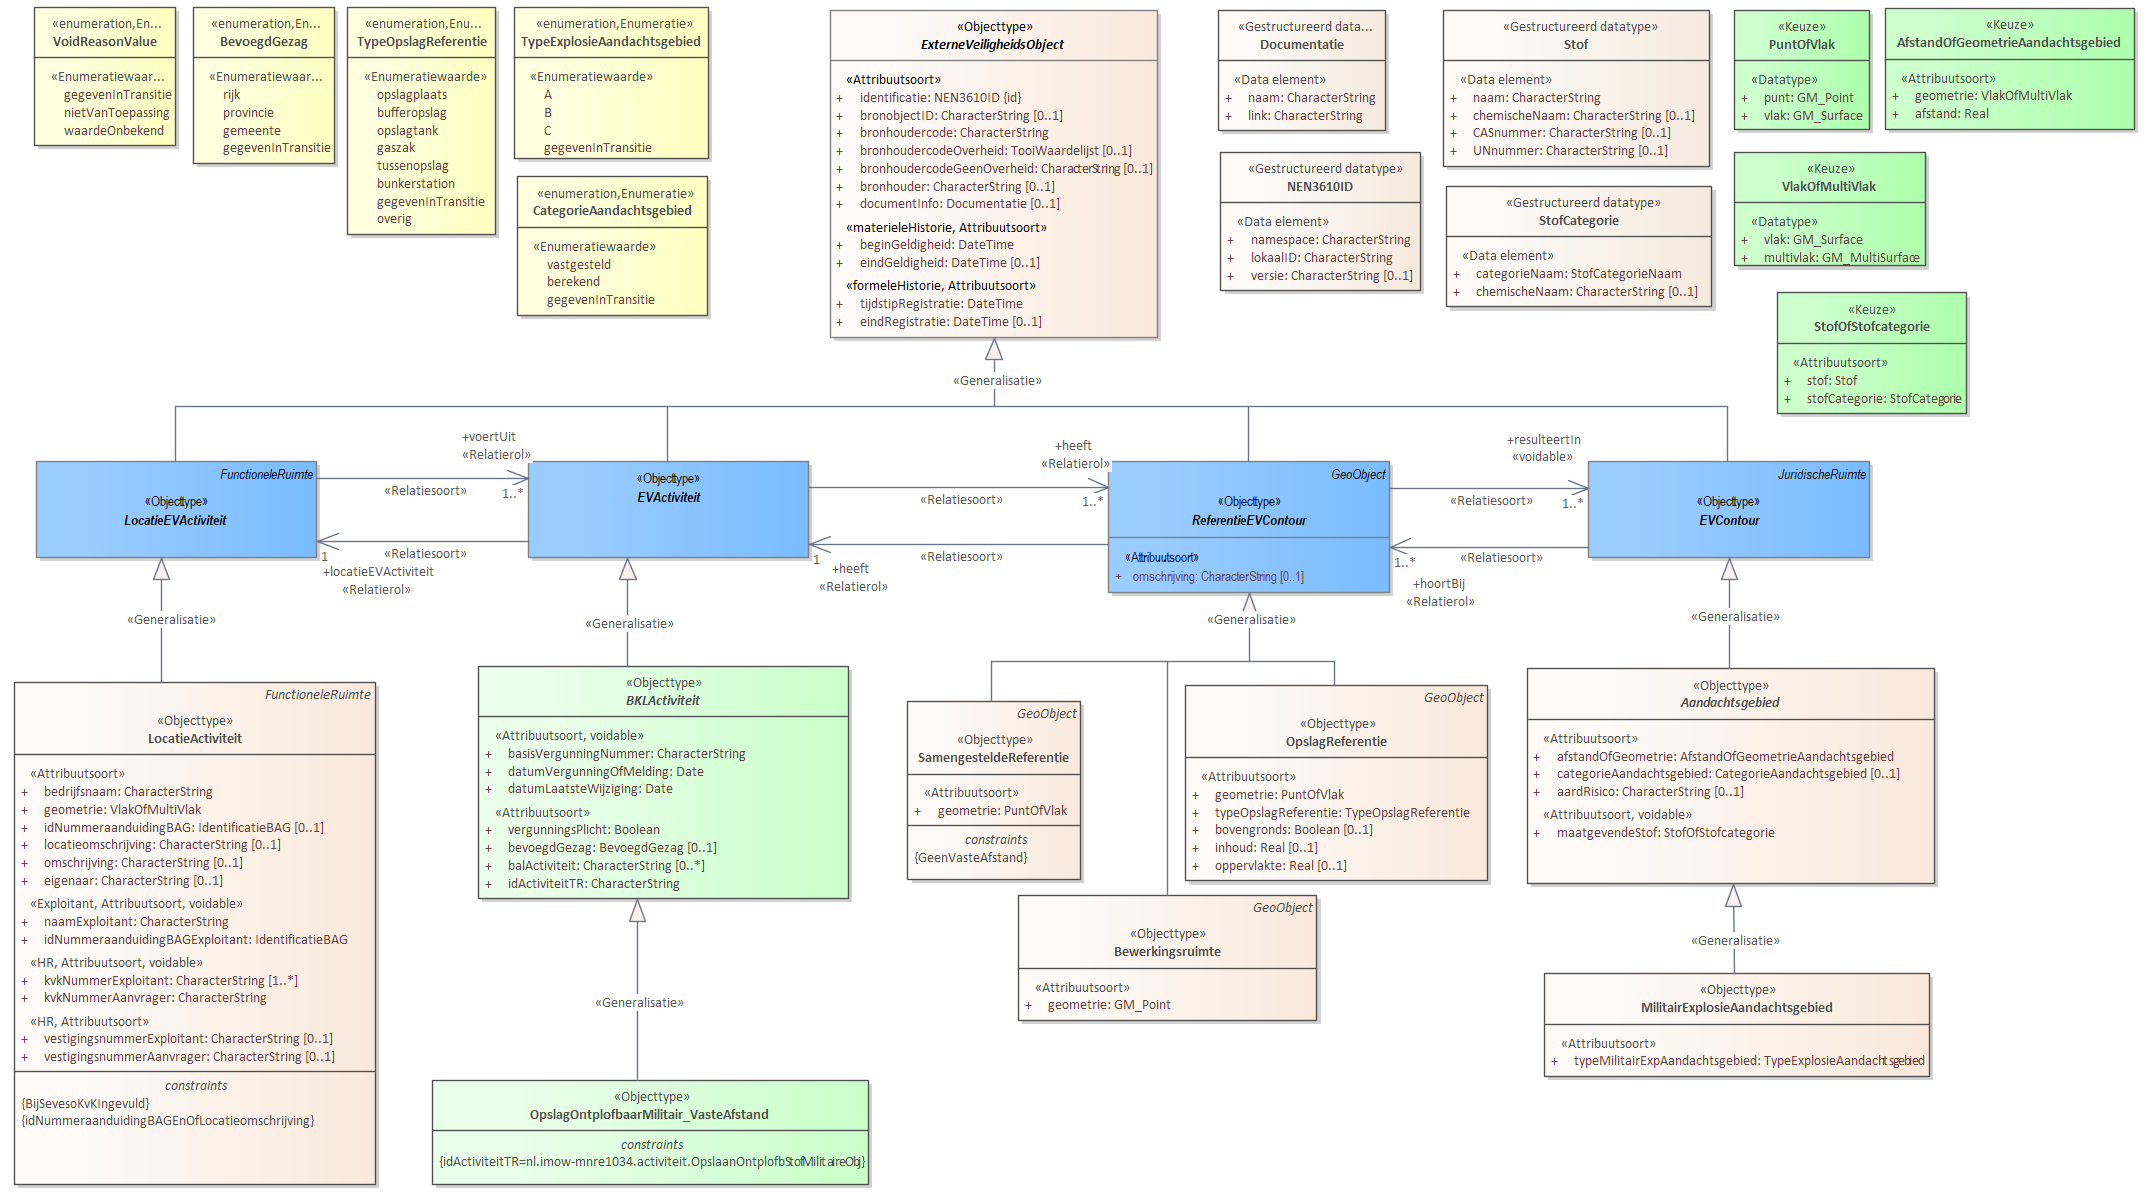 «enumeration,En...
VoidReasonValue
«Enumeratiewaar...
gegevenInTransitie
nietVanToepassing
waardeOnbekend
«enumeration,En...
BevoegdGezag
«Enumeratiewaar...
rijk
provincie
gemeente
gegevenInTransitie
«enumeration,Enu...
TypeOpslagReferentie
«Enumeratiewaarde»
opslagplaats
bufferopslag
opslagtank
gaszak
tussenopslag
bunkerstation
gegevenInTransitie
overig
«enumeration,Enumeratie»
TypeExplosieAandachtsgebied
«Enumeratiewaarde»
A
B
C
gegevenInTransitie
«enumeration,Enumeratie»
CategorieAandachtsgebied
«Enumeratiewaarde»
vastgesteld
berekend
gegevenInTransitie
«Objecttype»
ExterneVeiligheidsObject
«Attribuutsoort»
+ identificatie: NEN3610ID {id}
+ bronobjectID: CharacterString [0..1]
+ bronhoudercode: CharacterString
+ bronhoudercodeOverheid: TooiWaardelijst [0..1]
+ bronhoudercodeGeenOverheid: CharacterString [0..1]
+ bronhouder: CharacterString [0..1]
+ documentInfo: Documentatie [0..1]
«materieleHistorie, Attribuutsoort»
+ beginGeldigheid: DateTime
+ eindGeldigheid: DateTime [0..1]
«formeleHistorie, Attribuutsoort»
+ tijdstipRegistratie: DateTime
+ eindRegistratie: DateTime [0..1]
«Gestructureerd data...
Documentatie
«Data element»
+ naam: CharacterString
+ link: CharacterString
«Gestructureerd datatype»
NEN3610ID
«Data element»
+ namespace: CharacterString
+ lokaalID: CharacterString
+ versie: CharacterString [0..1]
«Gestructureerd datatype»
Stof
«Data element»
+ naam: CharacterString
+ chemischeNaam: CharacterString [0..1]
+ CASnummer: CharacterString [0..1]
+ UNnummer: CharacterString [0..1]
«Gestructureerd datatype»
StofCategorie
«Data element»
+ categorieNaam: StofCategorieNaam
+ chemischeNaam: CharacterString [0..1]
«Keuze»
PuntOfVlak
«Datatype»
+ punt: GM_Point
+ vlak: GM_Surface
«Keuze»
AfstandOfGeometrieAandachtsgebied
«Attribuutsoort»
+ geometrie: VlakOfMultiVlak
+ afstand: Real
«Keuze»
VlakOfMultiVlak
«Datatype»
+ vlak: GM_Surface
+ multivlak: GM_MultiSurface
«Keuze»
StofOfStofcategorie
«Attribuutsoort»
+ stof: Stof
+ stofCategorie: StofCategorie
«Generalisatie»
FunctioneleRuimte
«Objecttype»
LocatieEVActiviteit
+voertUit
«Relatierol»
«Relatiesoort»
1..*
«Relatiesoort»
1
+locatieEVActiviteit
«Relatierol»
«Objecttype»
EVActiviteit
+heeft
«Relatierol»
«Relatiesoort»
1..*
«Relatiesoort»
1
+heeft
«Relatierol»
GeoObject
«Objecttype»
ReferentieEVContour
«Attribuutsoort»
+ omschrijving: CharacterString [0..1]
+resulteertIn
«voidable»
«Relatiesoort»
1..*
«Relatiesoort»
1..*
+hoortBij
«Relatierol»
JuridischeRuimte
«Objecttype»
EVContour
«Generalisatie»
«Generalisatie»
«Generalisatie»
«Generalisatie»
FunctioneleRuimte
«Objecttype»
LocatieActiviteit
«Attribuutsoort»
+ bedrijfsnaam: CharacterString
+ geometrie: VlakOfMultiVlak
+ idNummeraanduidingBAG: IdentificatieBAG [0..1]
+ locatieomschrijving: CharacterString [0..1]
+ omschrijving: CharacterString [0..1]
+ eigenaar: CharacterString [0..1]
«Exploitant, Attribuutsoort, voidable»
+ naamExploitant: CharacterString
+ idNummeraanduidingBAGExploitant: IdentificatieBAG
«HR, Attribuutsoort, voidable»
+ kvkNummerExploitant: CharacterString [1..*]
+ kvkNummerAanvrager: CharacterString
«HR, Attribuutsoort»
+ vestigingsnummerExploitant: CharacterString [0..1]
+ vestigingsnummerAanvrager: CharacterString [0..1]
constraints
{BijSevesoKvKIngevuld}
{idNummeraanduidingBAGEnOfLocatieomschrijving}
«Objecttype»
BKLActiviteit
«Attribuutsoort, voidable»
+ basisVergunningNummer: CharacterString
+ datumVergunningOfMelding: Date
+ datumLaatsteWijziging: Date
«Attribuutsoort»
+ vergunningsPlicht: Boolean
+ bevoegdGezag: BevoegdGezag [0..1]
+ balActiviteit: CharacterString [0..*]
+ idActiviteitTR: CharacterString
«Generalisatie»
«Objecttype»
OpslagOntplofbaarMilitair_VasteAfstand
constraints
{idActiviteitTR=nl.imow-mnre1034.activiteit.OpslaanOntplofbStofMilitaireObj}
GeoObject
«Objecttype»
SamengesteldeReferentie
«Attribuutsoort»
+ geometrie: PuntOfVlak
constraints
{GeenVasteAfstand}
GeoObject
«Objecttype»
OpslagReferentie
«Attribuutsoort»
+ geometrie: PuntOfVlak
+ typeOpslagReferentie: TypeOpslagReferentie
+ bovengronds: Boolean [0..1]
+ inhoud: Real [0..1]
+ oppervlakte: Real [0..1]
GeoObject
«Objecttype»
Bewerkingsruimte
«Attribuutsoort»
+ geometrie: GM_Point
«Objecttype»
Aandachtsgebied
«Attribuutsoort»
+ afstandOfGeometrie: AfstandOfGeometrieAandachtsgebied
+ categorieAandachtsgebied: CategorieAandachtsgebied [0..1]
+ aardRisico: CharacterString [0..1]
«Attribuutsoort, voidable»
+ maatgevendeStof: StofOfStofcategorie
«Generalisatie»
«Objecttype»
MilitairExplosieAandachtsgebied
«Attribuutsoort»
+ typeMilitairExpAandachtsgebied: TypeExplosieAandachtsgebied